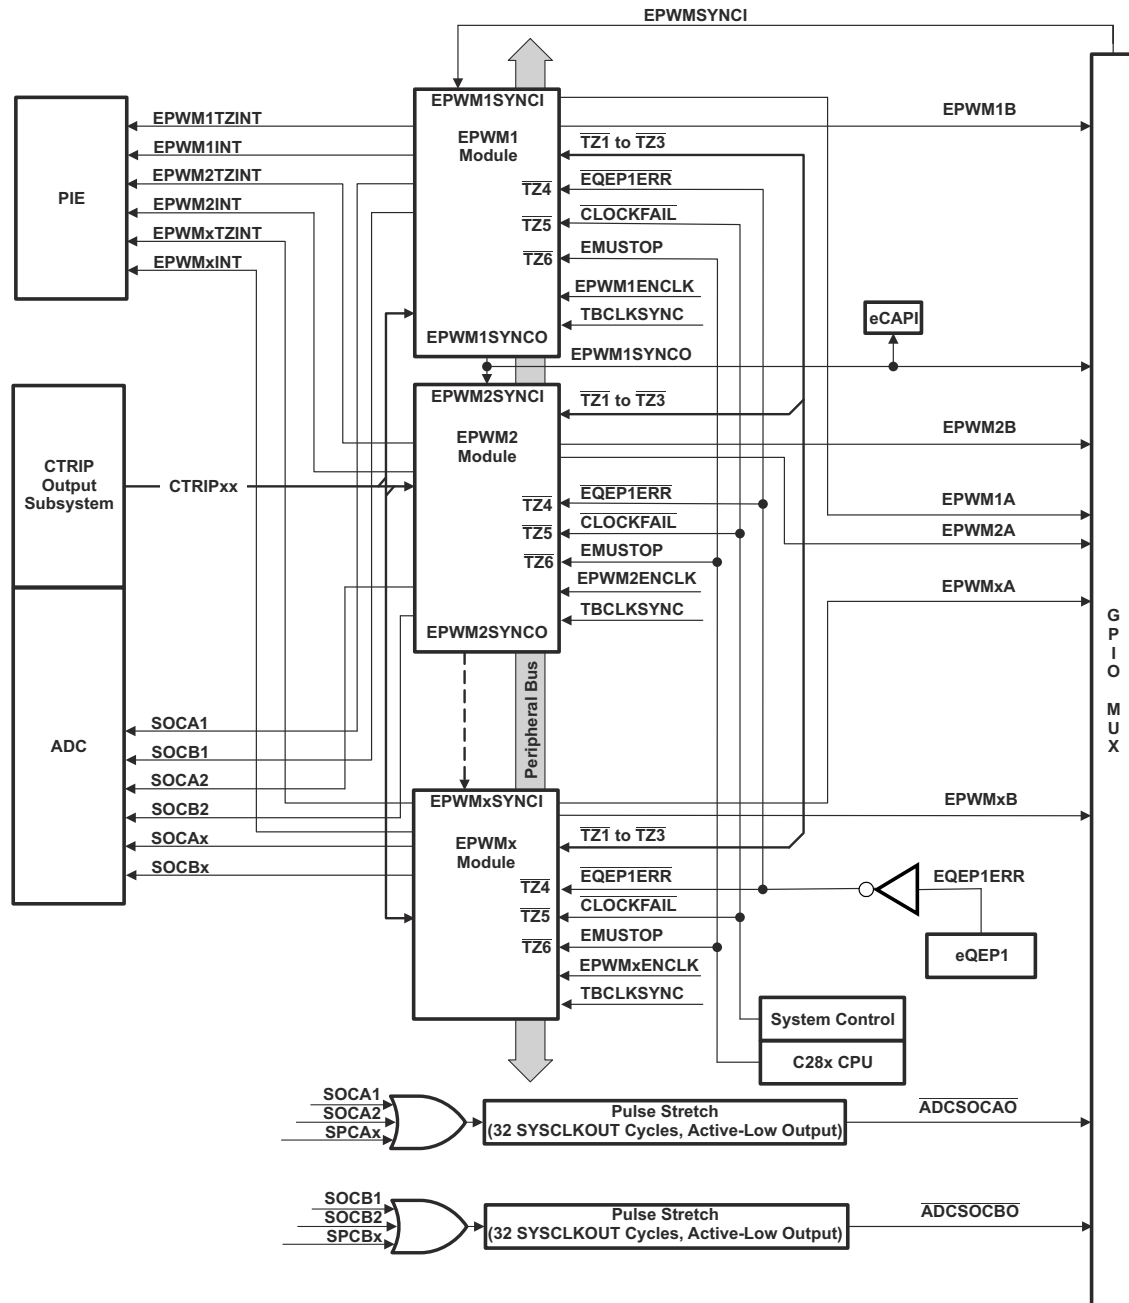 EPWMSYNCI
EPWM1SYNCI
EPWM1
Module
TZ4
TZ5
TZ6
EPWM1SYNCO
EPWM1TZINT
EPWM1INT
EPWM2TZINT
EPWM2INT
EPWMxTZINT
EPWMxINT
PIE
EPWM1B
TZ1 to TZ3
EQEP1ERR
CLOCKFAIL
EMUSTOP
EPWM1ENCLK
TBCLKSYNC
eCAPI
EPWM1SYNCO
EPWM2SYNCI
EPWM2
Module
TZ4
TZ5
TZ6
EPWM2SYNCO
TZ1 to TZ3
EPWM2B
CTRIP
Output
Subsystem
CTRIPxx
EQEP1ERR
CLOCKFAIL
EMUSTOP
EPWM2ENCLK
TBCLKSYNC
EPWM1A
EPWM2A
EPWMxA
GPIO MUX
Peripheral Bus
ADC
SOCA1
SOCB1
SOCA2
SOCB2
SOCAx
SOCBx
EPWMxSYNCI
EPWMx
Module
TZ4
TZ5
TZ6
EPWMxB
TZ1 to TZ3
EQEP1ERR
CLOCKFAIL
EMUSTOP
EPWMxENCLK
TBCLKSYNC
EQEP1ERR
eQEP1
System Control
C28x CPU
SOCA1
SOCA2
SPCAx
Pulse Stretch
(32 SYSCLKOUT Cycles, Active-Low Output)
ADCSOCAO
SOCB1
SOCB2
SPCBx
Pulse Stretch
(32 SYSCLKOUT Cycles, Active-Low Output)
ADCSOCBO